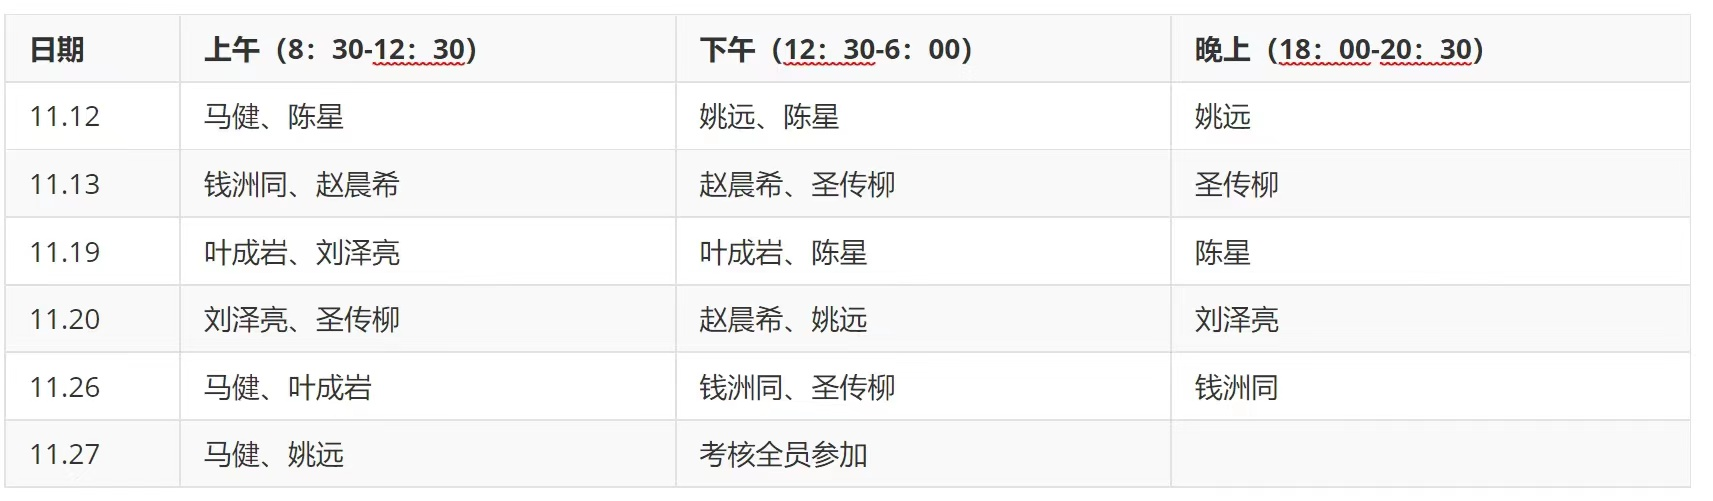 日期 上午（8：30-12：30） 下午（12：30-6：00） 晚上（18：00-20：30）
11.12 马健、陈星 姚远、陈星 姚远
11.13 钱洲同、赵晨希 赵晨希、圣传柳 圣传柳
11.19 叶成岩、刘泽亮 叶成岩、陈星 陈星
11.20 刘泽亮、圣传柳 赵晨希、姚远 刘泽亮
11.26 马健、叶成岩 钱洲同、圣传柳 钱洲同
11.27 马健、姚远 考核全员参加